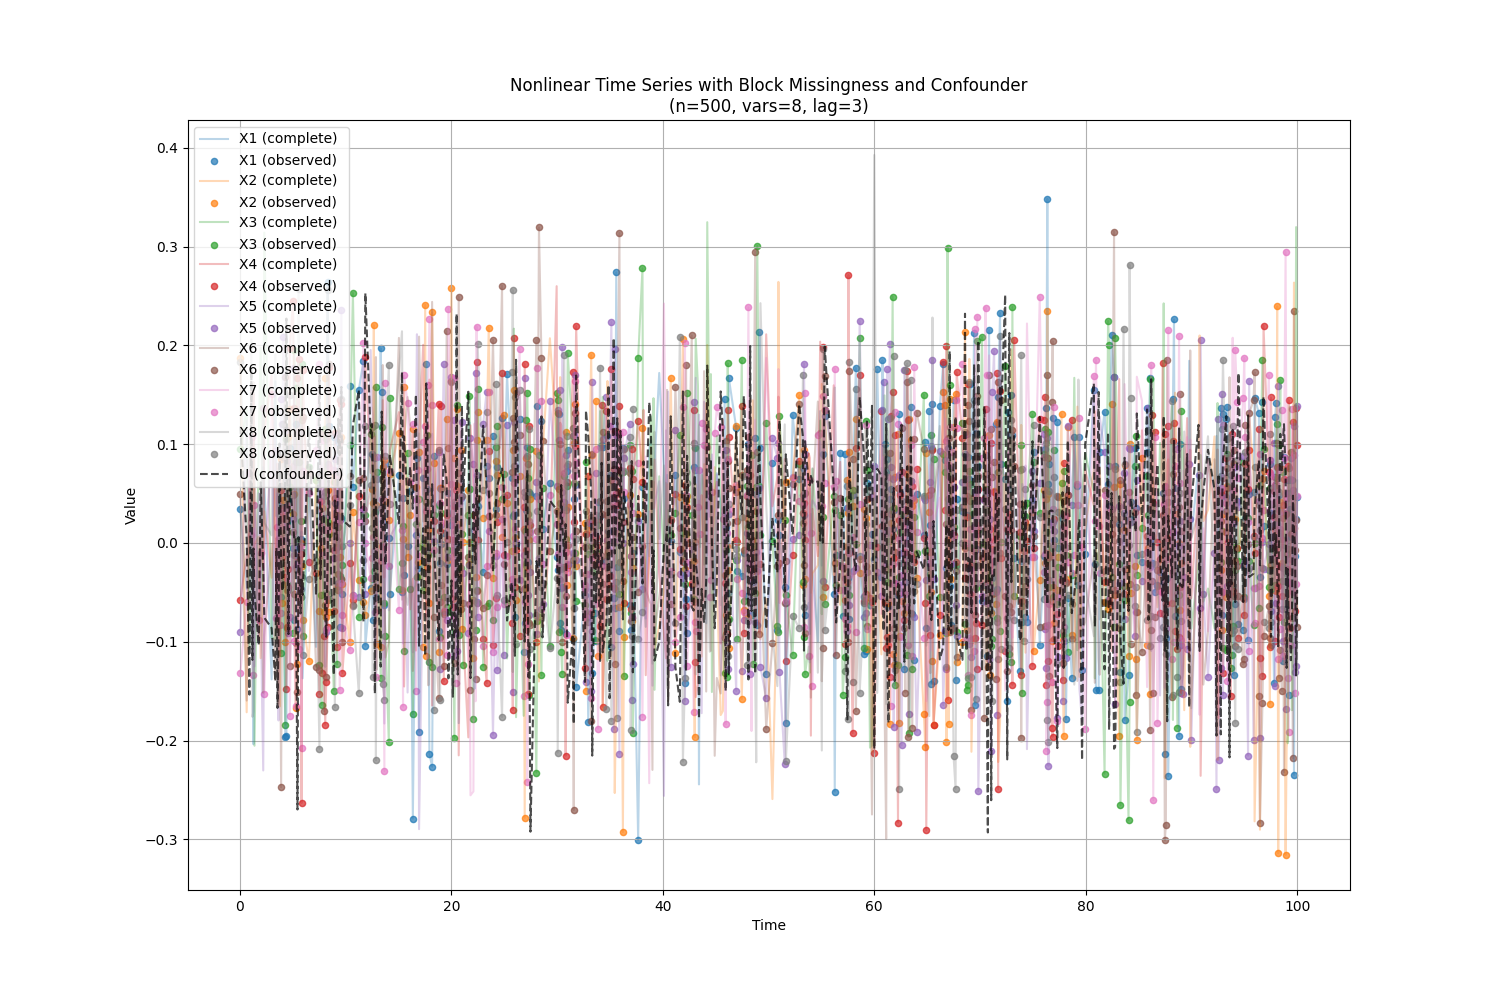 Nonlinear Time Series with Block Missingness and Confounder
(n=500, vars=8, lag=3)
X1 (complete)
X1 (observed)
X2 (complete)
X2 (observed)
X3 (complete)
X3 (observed)
X4 (complete)
X4 (observed)
X5 (complete)
X5 (observed)
X6 (complete)
X6 (observed)
X7 (complete)
X7 (observed)
X8 (complete)
X8 (observed)
U (confounder)
Value
0.4
0.3
0.2
0.1
0.0
−0.1
−0.2
−0.3
0 20 40 60 80 100
Time